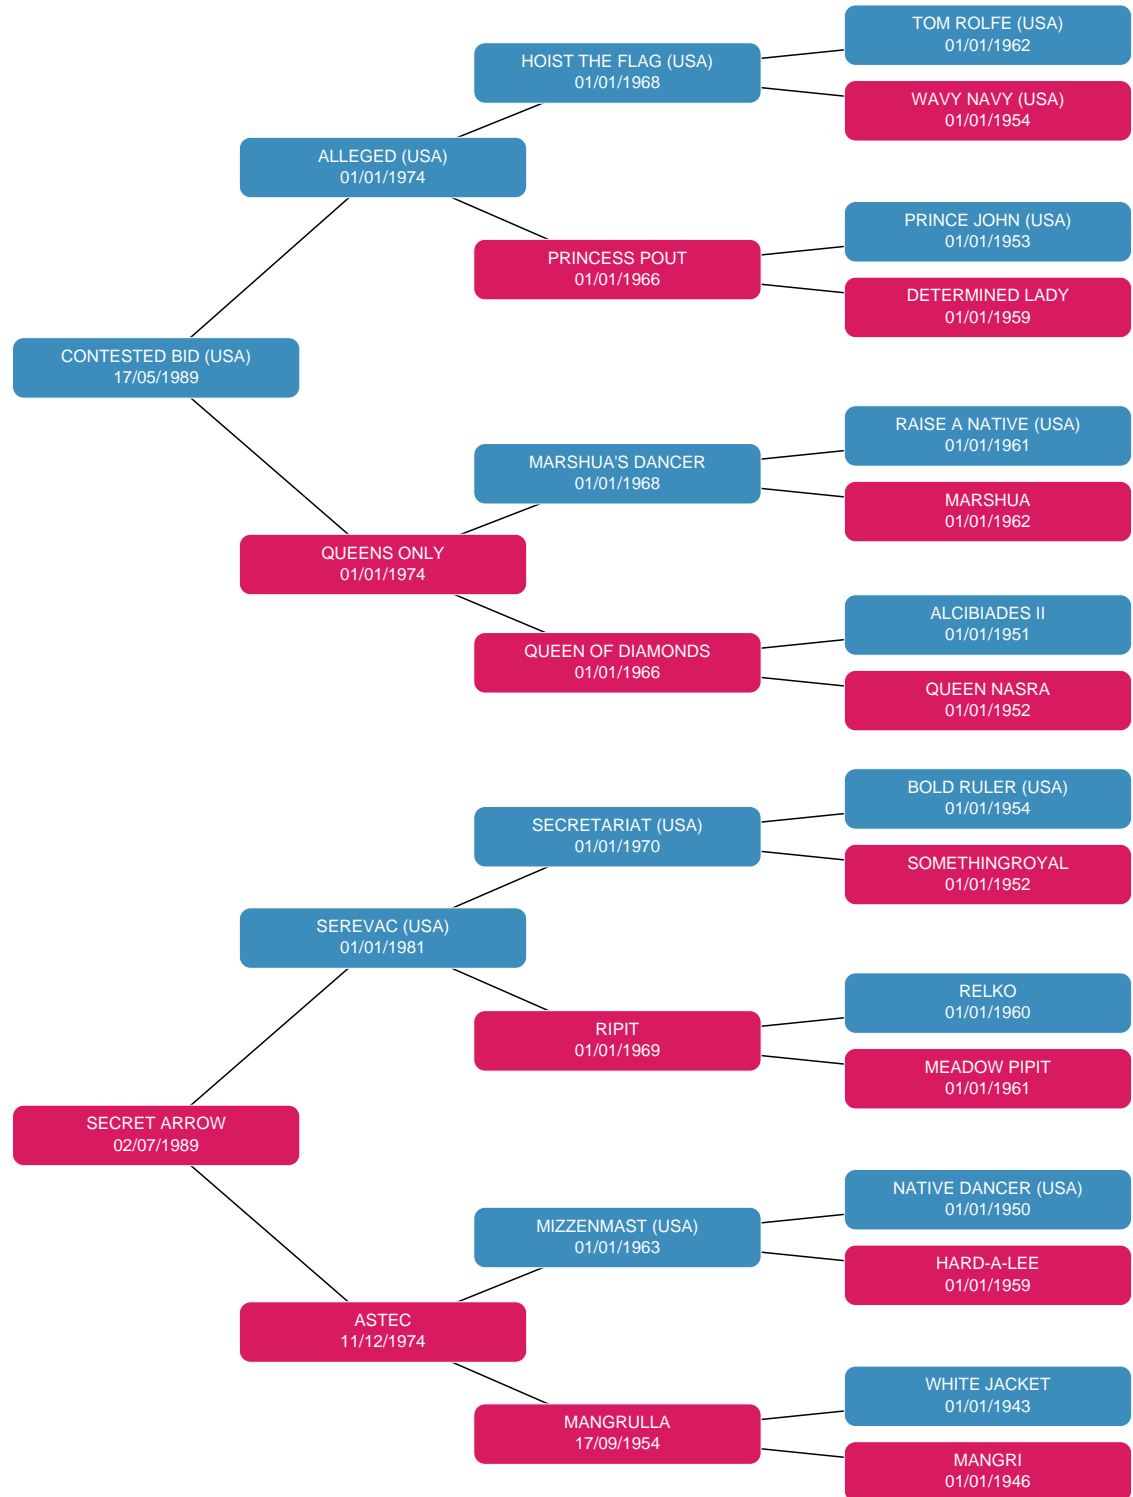 TOM ROLFE (USA)
01/01/1962
HOIST THE FLAG (USA)
01/01/1968
WAVY NAVY (USA)
01/01/1954
ALLEGED (USA)
01/01/1974
PRINCE JOHN (USA)
01/01/1953
PRINCESS POUT
01/01/1966
DETERMINED LADY
01/01/1959
CONTESTED BID (USA)
17/05/1989
RAISE A NATIVE (USA)
01/01/1961
MARSHUA'S DANCER
01/01/1968
MARSHUA
01/01/1962
QUEENS ONLY
01/01/1974
ALCIBIADES II
01/01/1951
QUEEN OF DIAMONDS
01/01/1966
QUEEN NASRA
01/01/1952
BOLD RULER (USA)
01/01/1954
SECRETARIAT (USA)
01/01/1970
SOMETHINGROYAL
01/01/1952
SEREVAC (USA)
01/01/1981
RELKO
01/01/1960
RIPIT
01/01/1969
MEADOW PIPIT
01/01/1961
SECRET ARROW
02/07/1989
NATIVE DANCER (USA)
01/01/1950
MIZZENMAST (USA)
01/01/1963
HARD-A-LEE
01/01/1959
ASTEC
11/12/1974
WHITE JACKET
01/01/1943
MANGRULLA
17/09/1954
MANGRI
01/01/1946